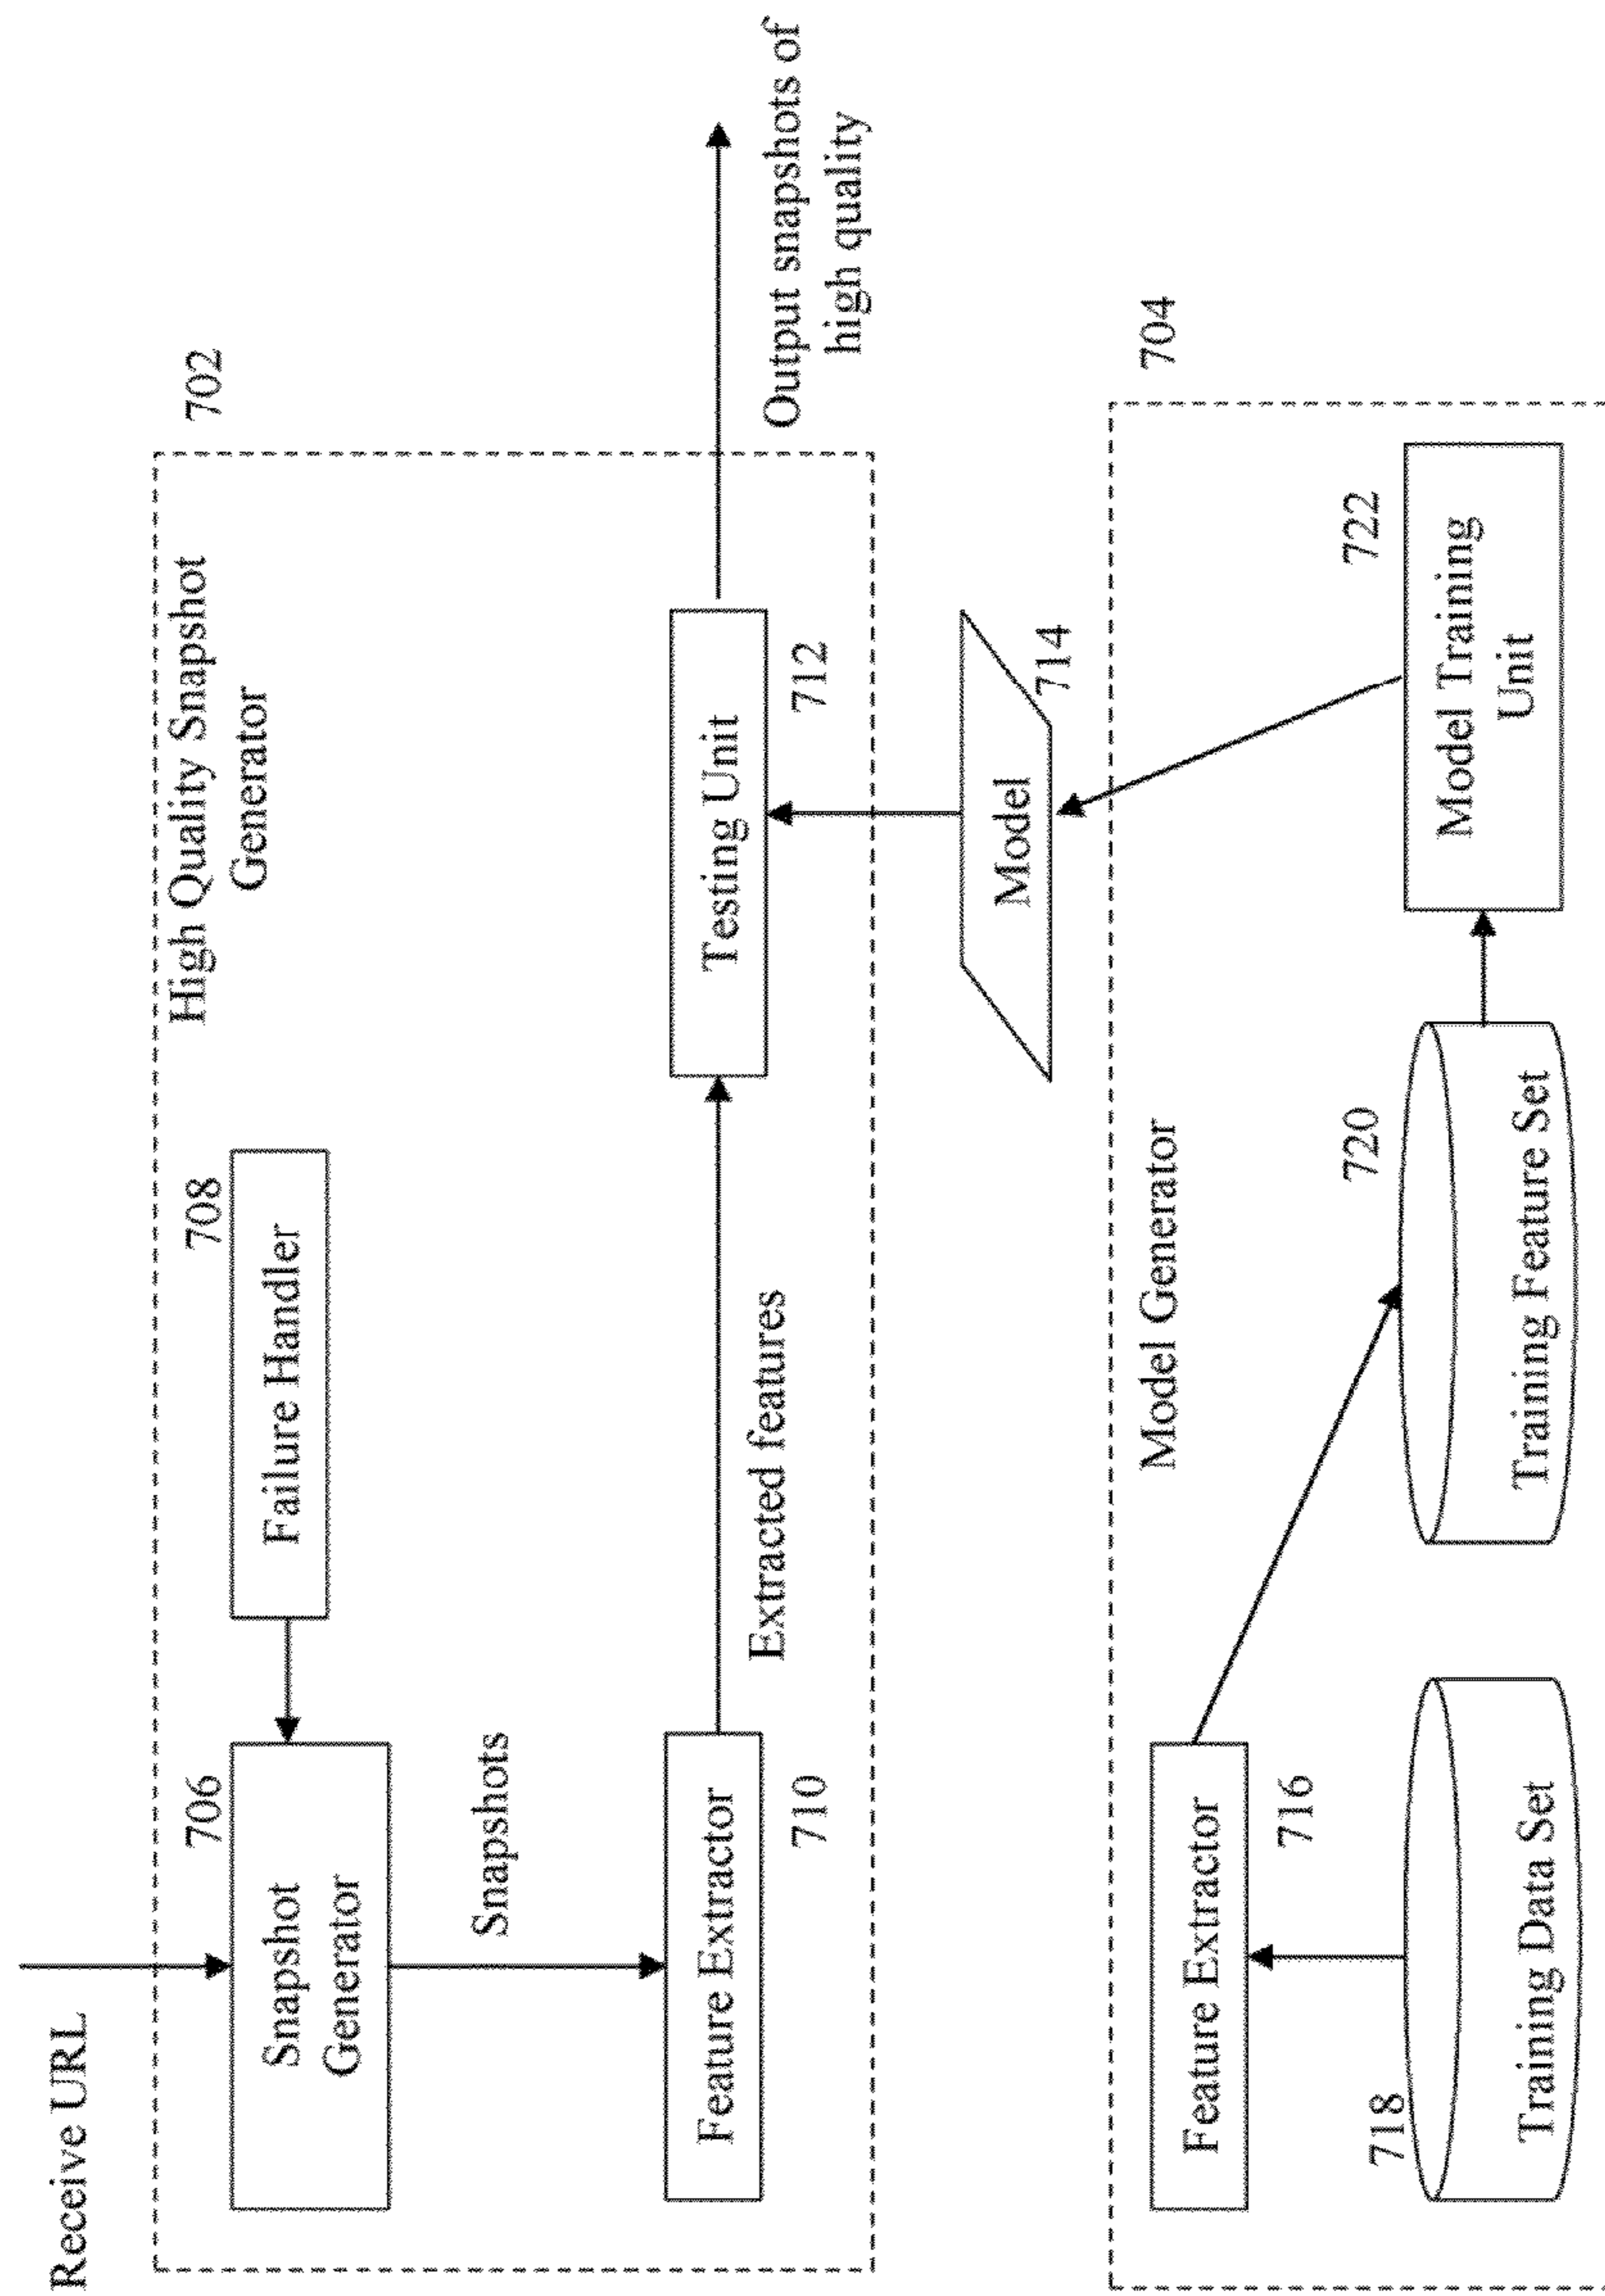 Receive URL
High Quality Snapshot
Generator
702
706
Snapshot
Generator
708
Failure Handler
Snapshots
Feature Extractor
710
Extracted features
Testing Unit
712
Output snapshots of
high quality
Model
714
Model Generator
704
Feature Extractor
716
718
Training Data Set
720
Training Feature Set
722
Model Training
Unit